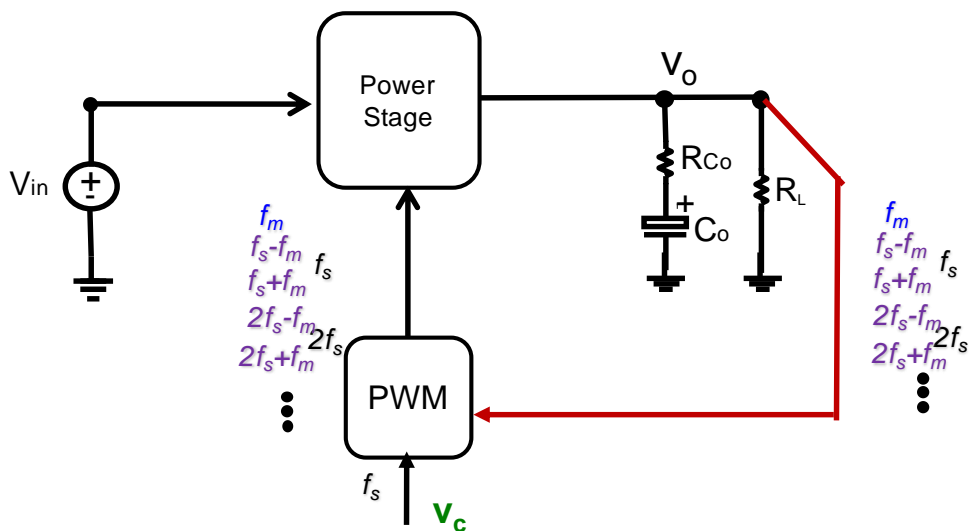 Power
Stage
Vin
vo
RCo
RL
+
Co
+
-
fm
fs-fm
fs
fs+fm
2fs-fm
2fs
2fs+fm
PWM
fs
vc
fm
fs-fm
fs
fs+fm
2fs-fm
2fs
2fs+fm